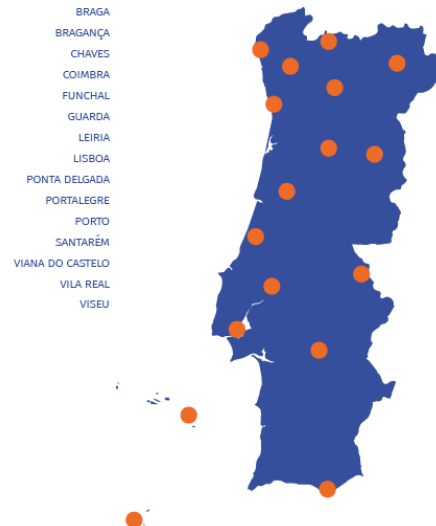 BRAGA
BRAGANÇA
CHAVES
COIMBRA
FUNCHAL
GUARDA
LEIRIA
LISBOA
PONTA DELGADA
PORTALEGRE
PORTO
SANTARÉM
VIANA DO CASTELO
VILA REAL
VISEU